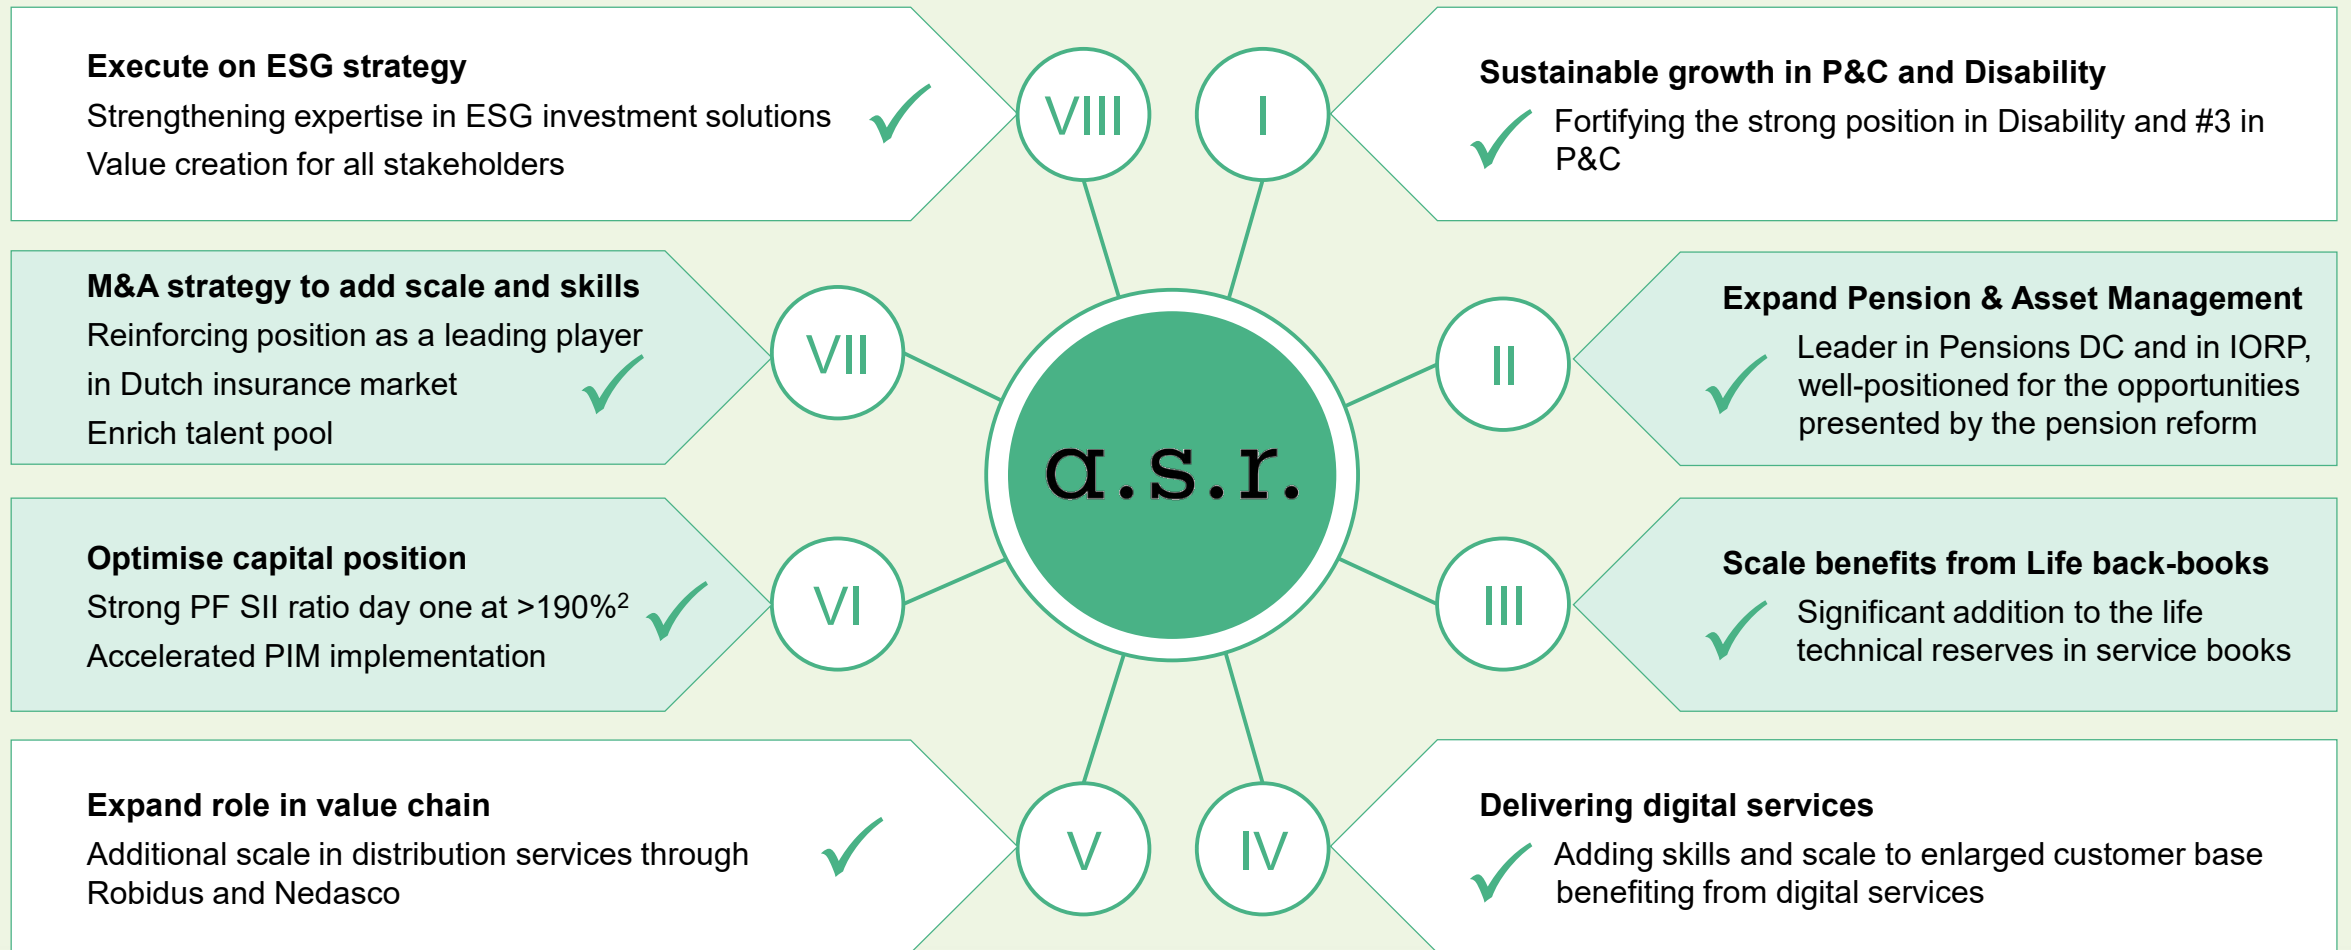 Execute on ESG strategy
Strengthening expertise in ESG investment solutions
Value creation for all stakeholders
VIII
I
Sustainable growth in P&C and Disability
Fortifying the strong position in Disability and #3 in
P&C
M&A strategy to add scale and skills
Reinforcing position as a leading player
in Dutch insurance market
Enrich talent pool
VII
II
Expand Pension & Asset Management
Leader in Pensions DC and in IORP,
well-positioned for the opportunities
presented by the pension reform
a.s.r.
Optimise capital position
Strong PF SII ratio day one at >190%²
Accelerated PIM implementation
VI
III
Scale benefits from Life back-books
Significant addition to the life
technical reserves in service books
Expand role in value chain
Additional scale in distribution services through
Robidus and Nedasco
V
IV
Delivering digital services
Adding skills and scale to enlarged customer base
benefiting from digital services